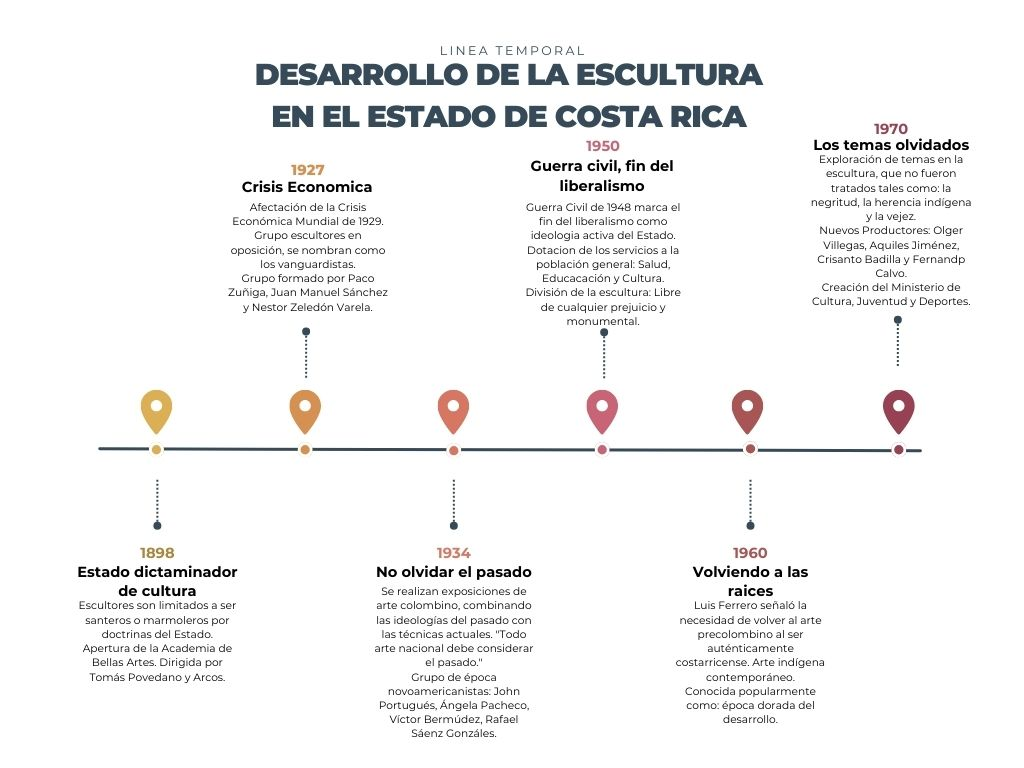 LINEA TEMPORAL
DESARROLLO DE LA ESCULTURA
EN EL ESTADO DE COSTA RICA
1898
Estado dictaminador
de cultura
Escultores son limitados a ser
santeros o marmoleros por
doctrinas del Estado.
Apertura de la Academia de
Bellas Artes. Dirigida por
Tomás Povedano y Arcos.
1927
Crisis Economica
Afectación de la Crisis
Económica Mundial de 1929.
Grupo escultores en
oposición, se nombran como
los vanguardistas.
Grupo formado por Paco
Zuñiga, Juan Manuel Sánchez
y Nestor Zeledón Varela.
1934
No olvidar el pasado
Se realizan exposiciones de
arte colombino, combinando
las ideologías del pasado con
las técnicas actuales. "Todo
arte nacional debe considerar
el pasado."
Grupo de época
novoamericanistas: John
Portugués, Ángela Pacheco,
Víctor Bermúdez, Rafael
Sáenz Gonzáles.
1950
Guerra civil, fin del
liberalismo
Guerra Civil de 1948 marca el
fin del liberalismo como
ideologia activa del Estado.
Dotacion de los servicios a la
población general: Salud,
Educacación y Cultura.
División de la escultura: Libre
de cualquier prejuicio y
monumental.
1960
Volviendo a las
raices
Luis Ferrero señaló la
necesidad de volver al arte
precolombino al ser
auténticamente
costarricense. Arte indígena
contemporáneo.
Conocida popularmente
como: época dorada del
desarrollo.
1970
Los temas olvidados
Exploración de temas en la
escultura, que no fueron
tratados tales como: la
negritud, la herencia indígena
y la vejez.
Nuevos Productores: Olger
Villegas, Aquiles Jiménez,
Crisanto Badilla y Fernandp
Calvo.
Creación del Ministerio de
Cultura, Juventud y Deportes.